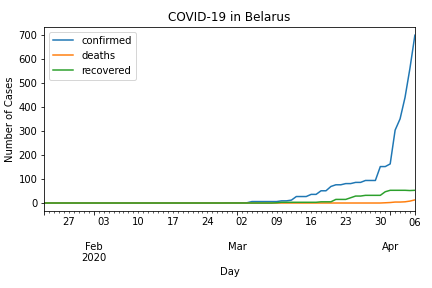 COVID-19 in Belarus
confirmed
deaths
recovered
Number of Cases
700
600
500
400
300
200
100
0
27 03 10 17 24 02 09 16 23 30 06
Feb Mar Apr
2020
Day